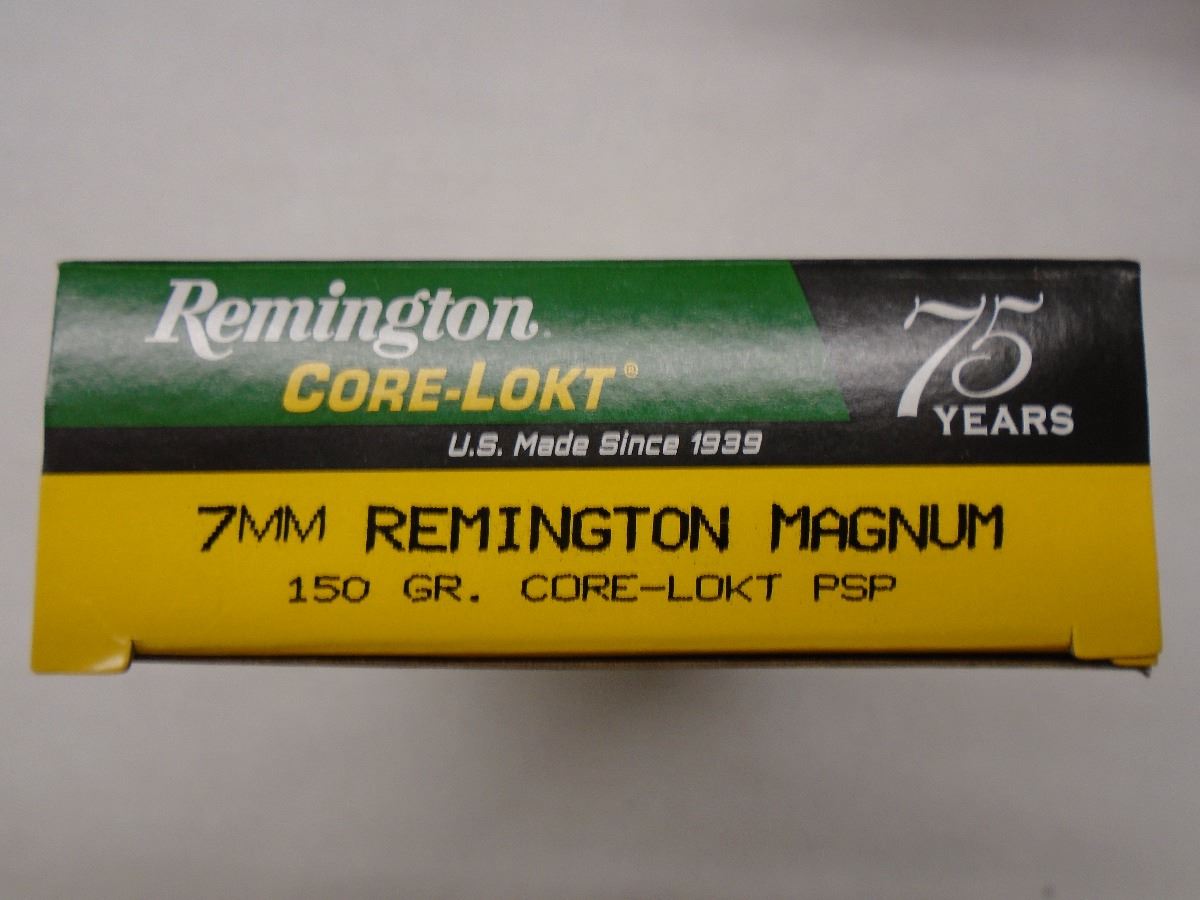 Remington
CORE-LOKT®
U.S. Made Since 1939
75
YEARS
7MM REMINGTON MAGNUM
150 GR. CORE-LOKT PSP